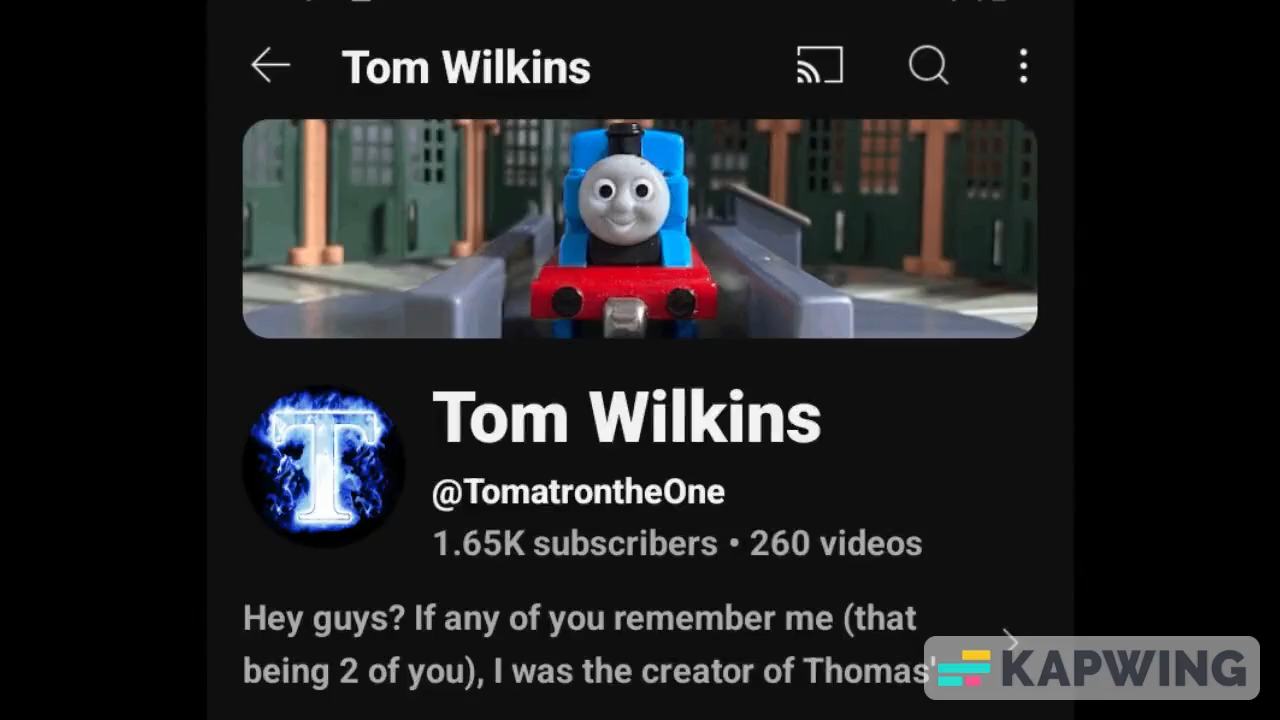 Tom Wilkins
T
Tom Wilkins
@TomatrontheOne
1.65K subscribers • 260 videos
Hey guys? If any of you remember me (that
being 2 of you), I was the creator of Thomas'
KAPWING